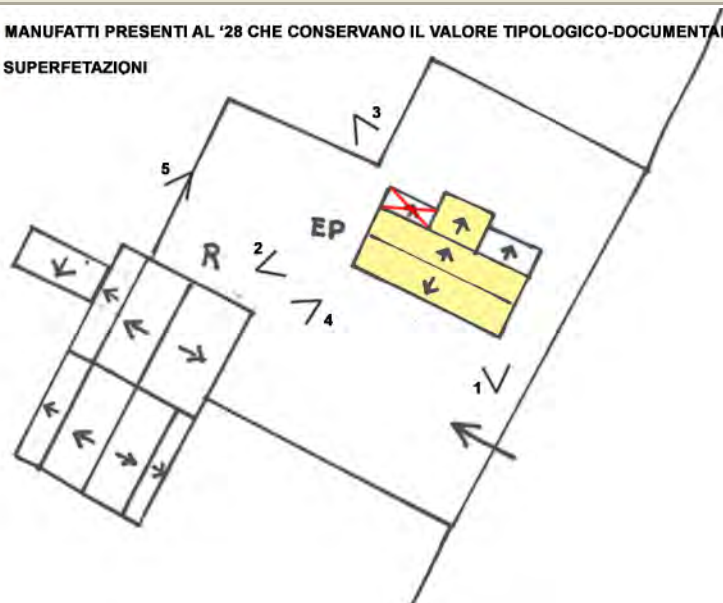 MANUFATTI PRESENTI AL '28 CHE CONSERVANO IL VALORE TIPOLOGICO-DOCUMENTA
SUPERFETAZIONI
3
5
EP
R
2
4
1